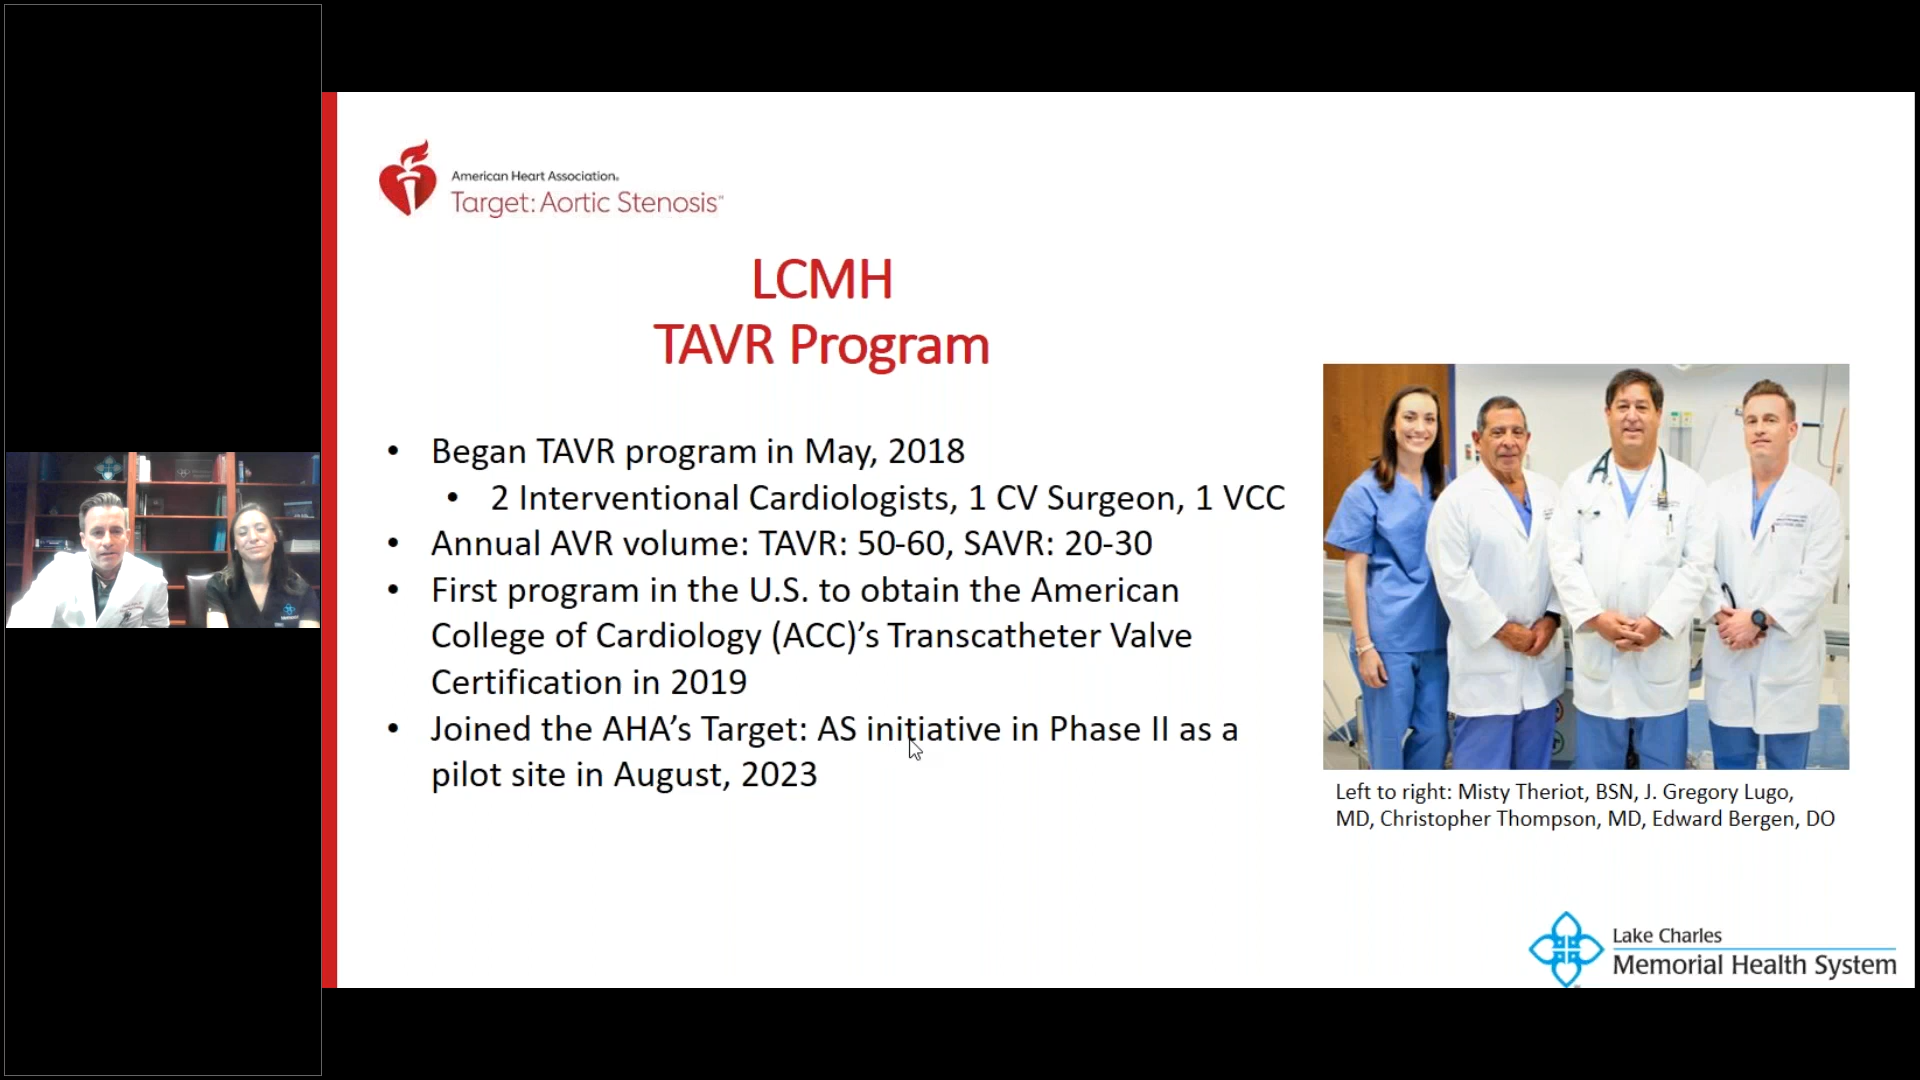 American Heart Association®
Target: Aortic Stenosis™
LCMH
TAVR Program
• Began TAVR program in May, 2018
• 2 Interventional Cardiologists, 1 CV Surgeon, 1 VCC
• Annual AVR volume: TAVR: 50-60, SAVR: 20-30
• First program in the U.S. to obtain the American
College of Cardiology (ACC)’s Transcatheter Valve
Certification in 2019
• Joined the AHA’s Target: AS initiative in Phase II as a
pilot site in August, 2023
Left to right: Misty Theriot, BSN, J. Gregory Lugo,
MD, Christopher Thompson, MD, Edward Bergen, DO
Lake Charles
Memorial Health System